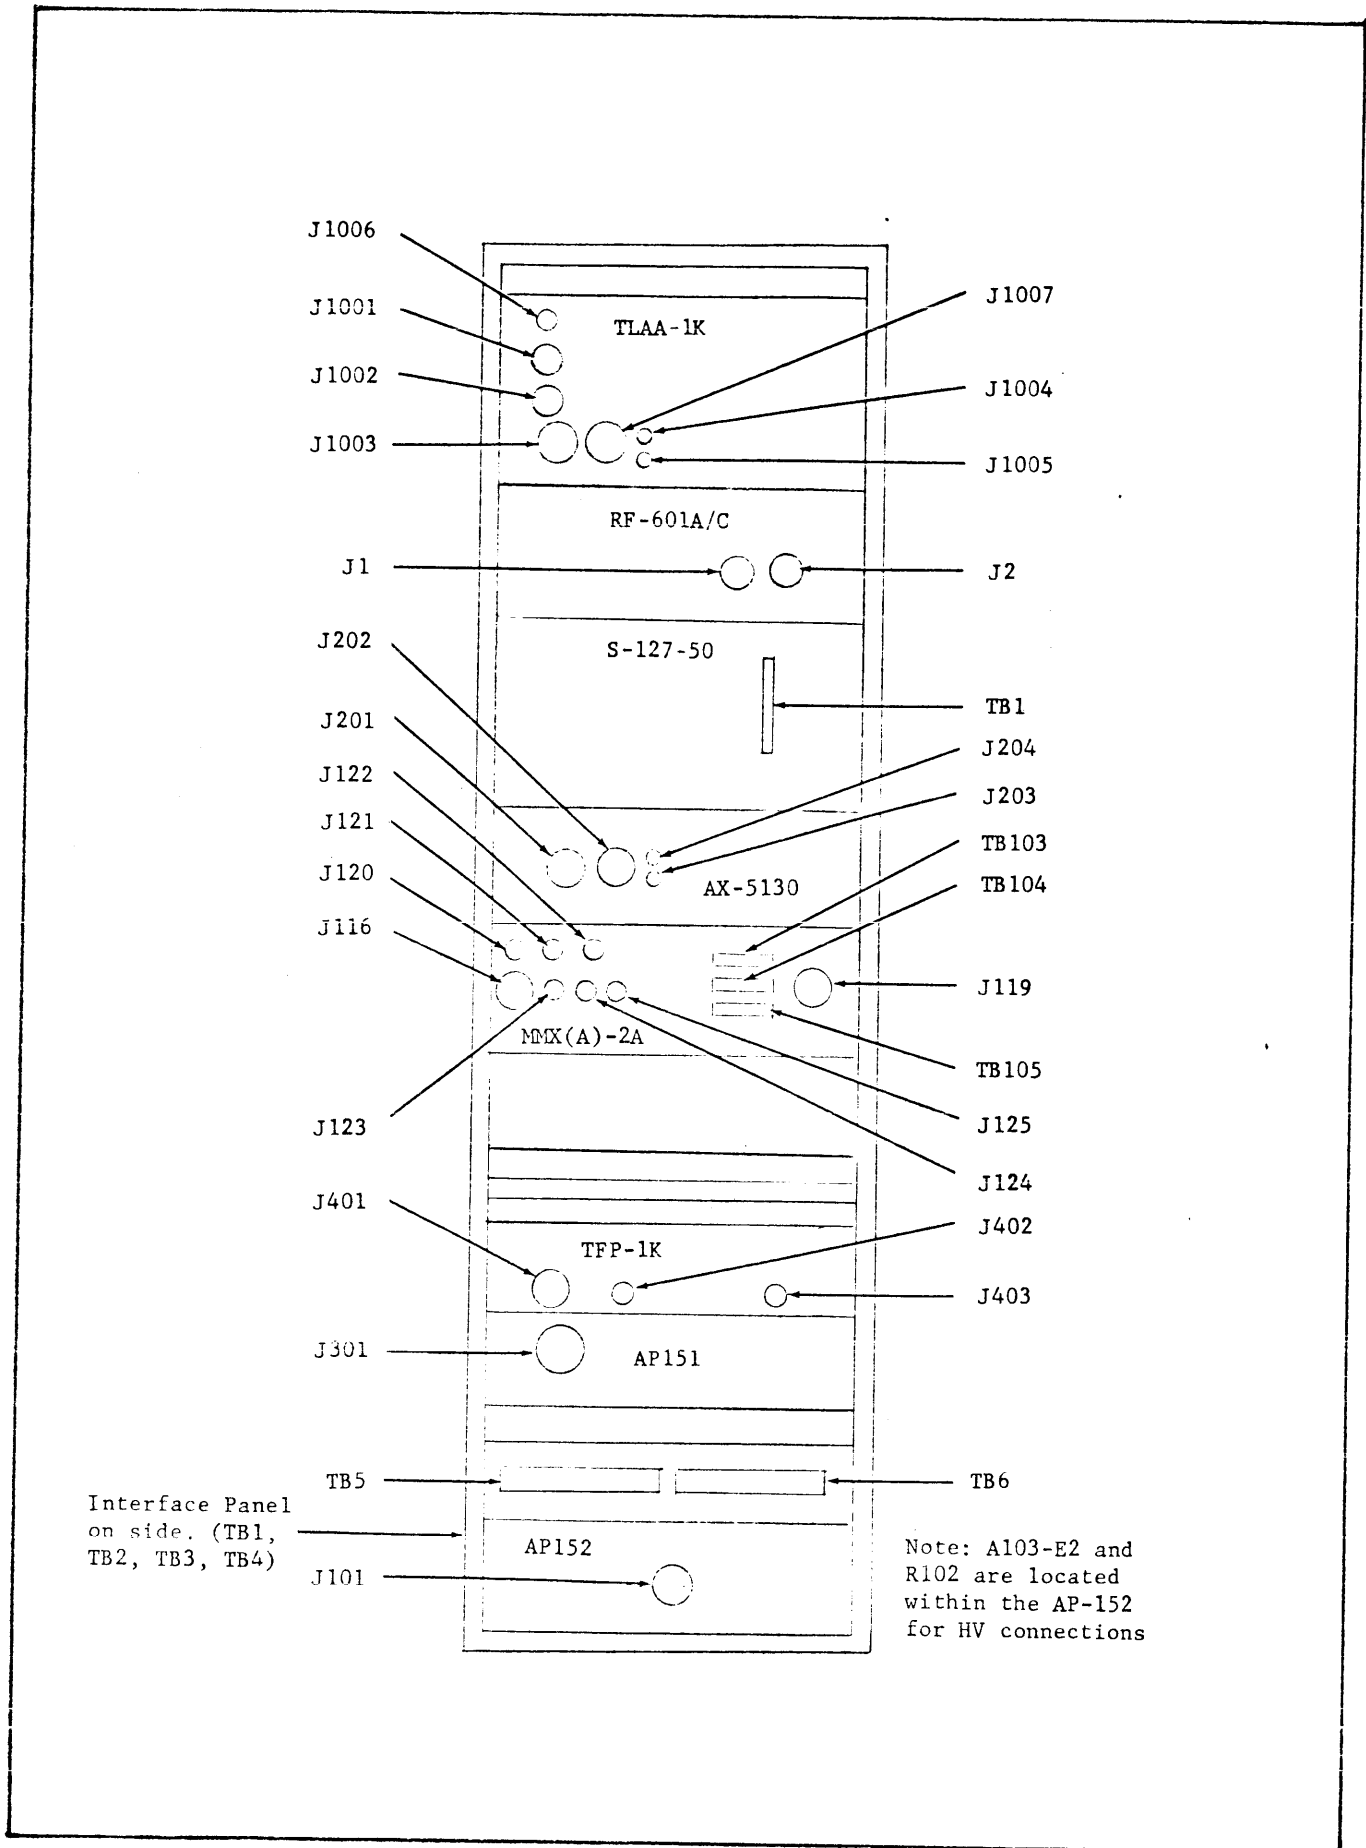 J1006
J1001
TLAA-1K
J1007
J1002
J1004
J1003
J1005
RF-601A/C
J1
J2
J202
S-127-50
J201
TB1
J204
J122
J203
J121
TB103
J120
AX-5130
TB104
J116
J119
MMX(A)-2A
TB105
J123
J125
J124
J401
J402
TFP-1K
J403
J301
AP151
TB5
TB6
Interface Panel
on side. (TB1,
TB2, TB3, TB4)
AP152
J101
Note: A103-E2 and
R102 are located
within the AP-152
for HV connections